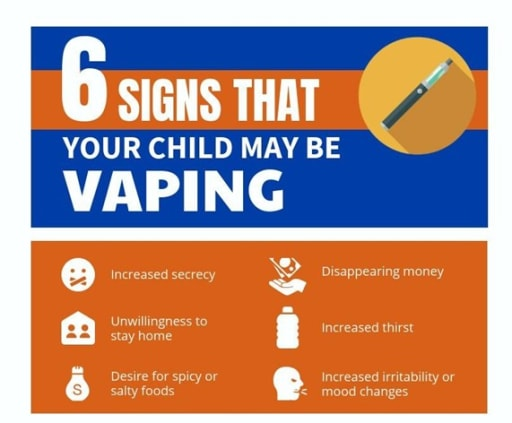 6 SIGNS THAT
YOUR CHILD MAY BE
VAPING
Increased secrecy
Disappearing money
Unwillingness to
stay home
Increased thirst
Desire for spicy or
salty foods
S
Increased irritability or
mood changes